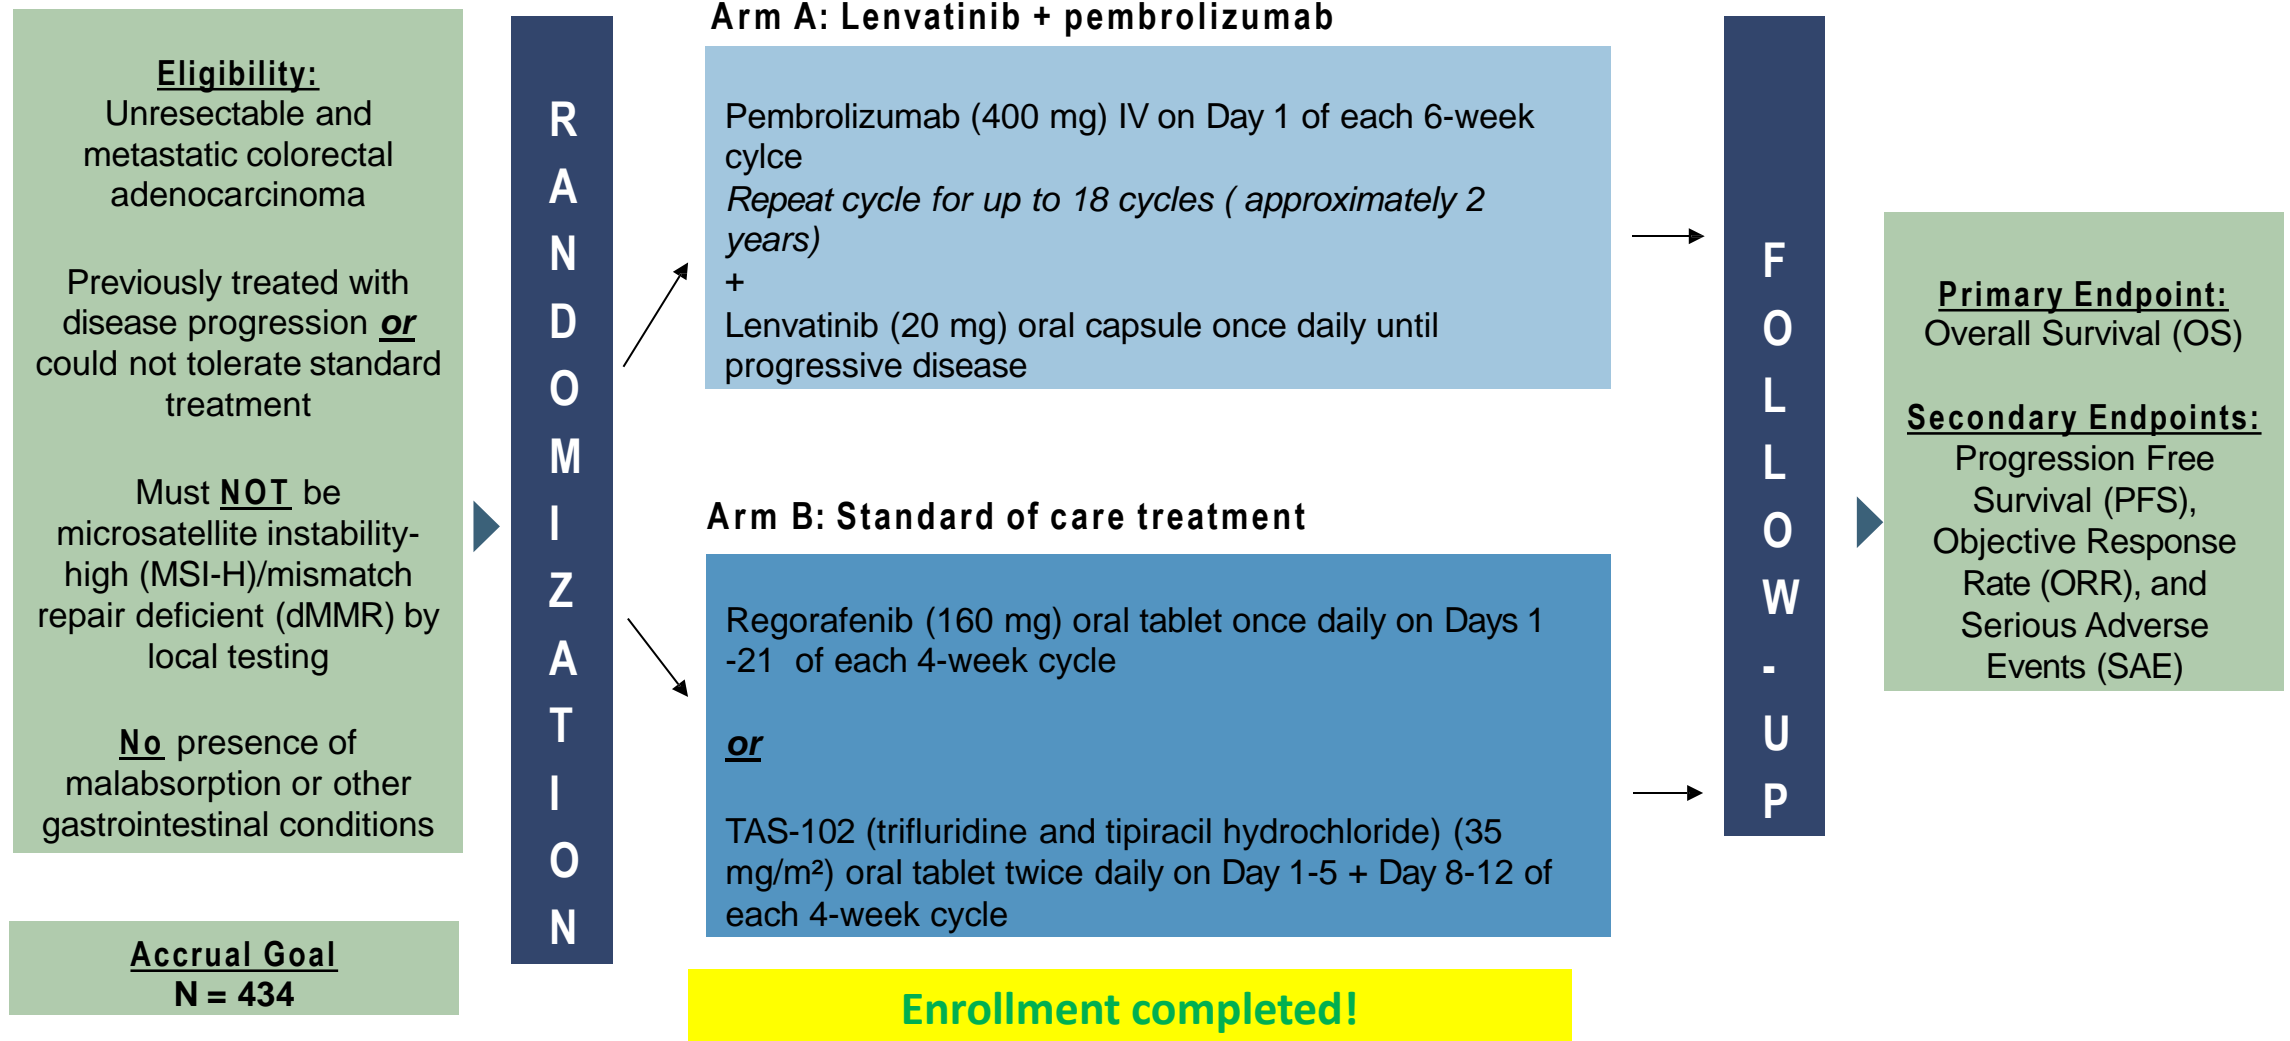 Eligibility:
Unresectable and
metastatic colorectal
adenocarcinoma
Previously treated with
disease progression or
could not tolerate standard
treatment
Must NOT be
microsatellite instability-
high (MSI-H)/mismatch
repair deficient (dMMR) by
local testing
No presence of
malabsorption or other
gastrointestinal conditions
Accrual Goal
N = 434
R
A
N
D
O
M
I
Z
A
T
I
O
N
Arm A: Lenvatinib + pembrolizumab
Pembrolizumab (400 mg) IV on Day 1 of each 6-week
cylce
Repeat cycle for up to 18 cycles ( approximately 2
years)
+
Lenvatinib (20 mg) oral capsule once daily until
progressive disease
Arm B: Standard of care treatment
Regorafenib (160 mg) oral tablet once daily on Days 1
-21 of each 4-week cycle
or
TAS-102 (trifluridine and tipiracil hydrochloride) (35
mg/m²) oral tablet twice daily on Day 1-5 + Day 8-12 of
each 4-week cycle
Enrollment completed!
F
O
L
L
O
W
-
U
P
Primary Endpoint:
Overall Survival (OS)
Secondary Endpoints:
Progression Free
Survival (PFS),
Objective Response
Rate (ORR), and
Serious Adverse
Events (SAE)